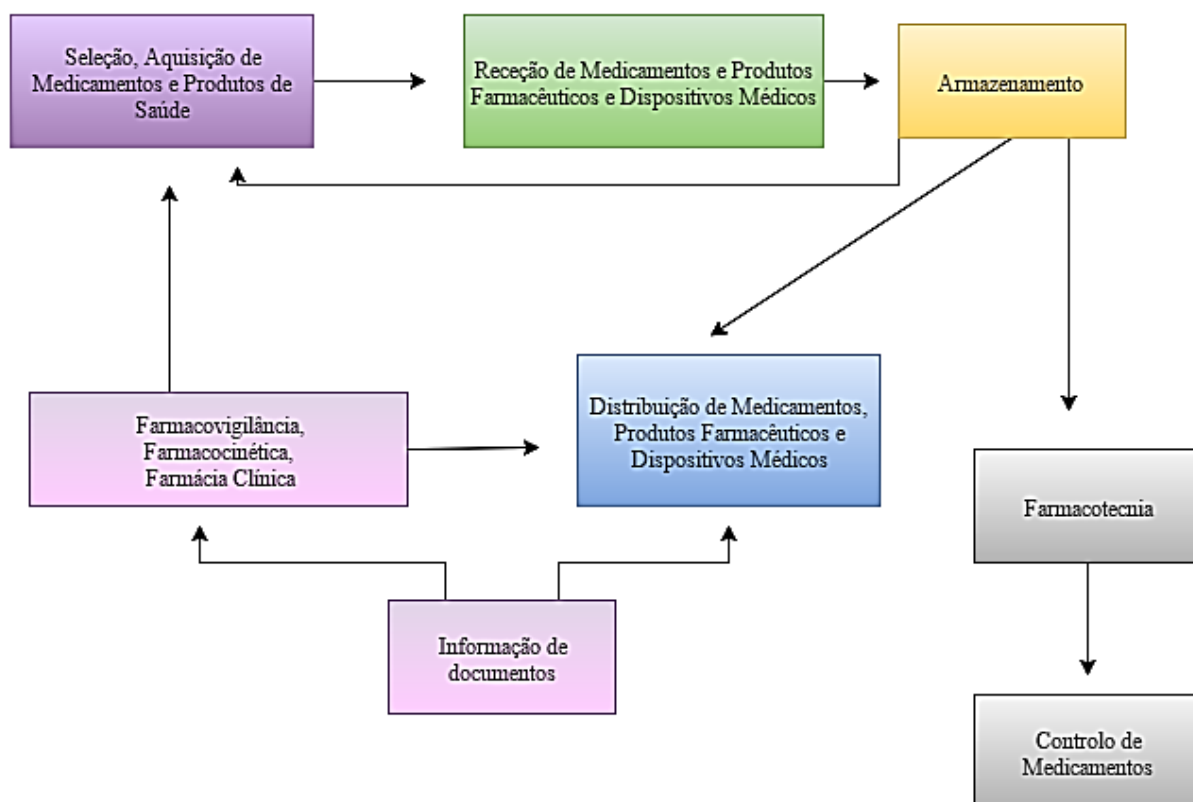 Seleção, Aquisição de
Medicamentos e Produtos de
Saúde
Receção de Medicamentos e Produtos
Farmacêuticos e Dispositivos Médicos
Armazenamento
Farmacovigilância,
Farmacocinética,
Farmácia Clínica
Distribuição de Medicamentos,
Produtos Farmacêuticos e
Dispositivos Médicos
Farmacotecnia
Informação de
documentos
Controlo de
Medicamentos